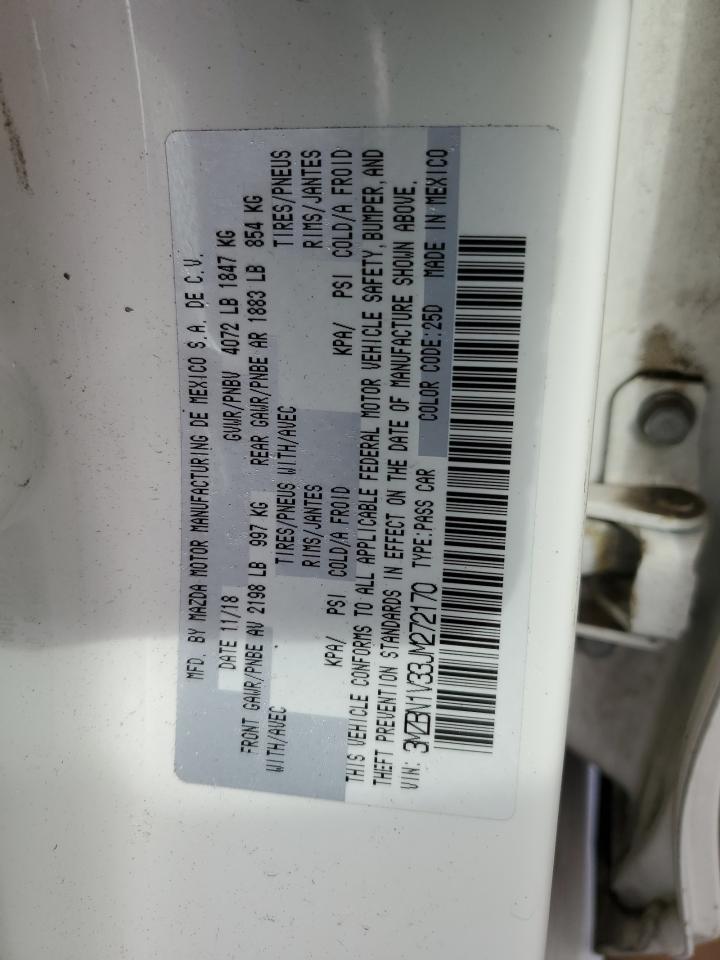 MFD. BY MAZDA MOTOR MANUFACTURING DE MEXICO S.A. DE C.V.
DATE 11/18 GVWR/PNBV 4072 LB 1847 KG
FRONT GAWR/PNBE AV 2198 LB 997 KG REAR GAWR/PNBE AR 1883 LB 854 KG
WITH/AVEC TIRES/PNEUS WITH/AVEC TIRES/PNEUS
RIMS/JANTES RIMS/JANTES
KPA/ PSI COLD/A FROID KPA/ PSI COLD/A FROID
THIS VEHICLE CONFORMS TO ALL APPLICABLE FEDERAL MOTOR VEHICLE SAFETY, BUMPER, AND
THEFT PREVENTION STANDARDS IN EFFECT ON THE DATE OF MANUFACTURE SHOWN ABOVE.
VIN: 3MZBN1V33JM272170 TYPE:PASS CAR COLOR CODE:25D MADE IN MEXICO